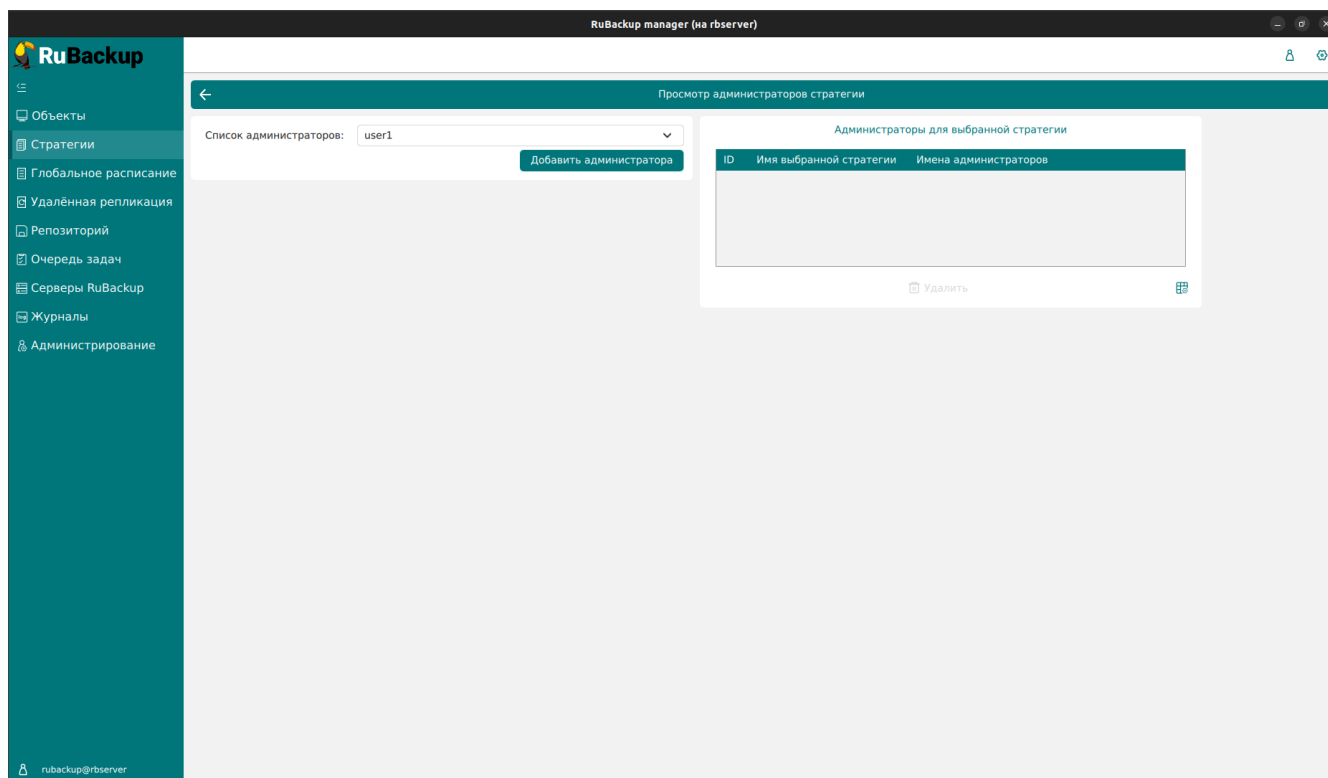 RuBackup manager (на rbserver)
RuBackup
Объекты
Стратегии
Глобальное расписание
Удалённая репликация
Репозиторий
Очередь задач
Серверы RuBackup
Журналы
Администрирование
rubackup@rbserver
Просмотр администраторов стратегии
Список администраторов: user1
Добавить администратора
Администраторы для выбранной стратегии
ID Имя выбранной стратегии Имена администраторов
Удалить